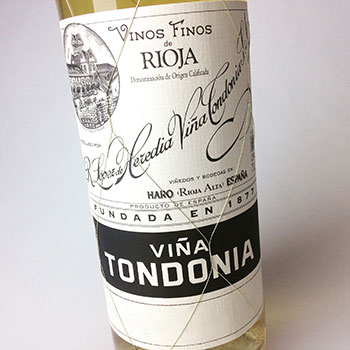 VINOS FINOS
de
RIOJA
Denominación de Origen Calificada
TONDONIA
R. López de Heredia Viña Tondonia
VIÑEDOS Y BODEGAS EN
HARO (RIOJA ALTA) ESPAÑA
PRODUCTO DE ESPAÑA
FUNDADA EN 1877
VIÑA
TONDONIA